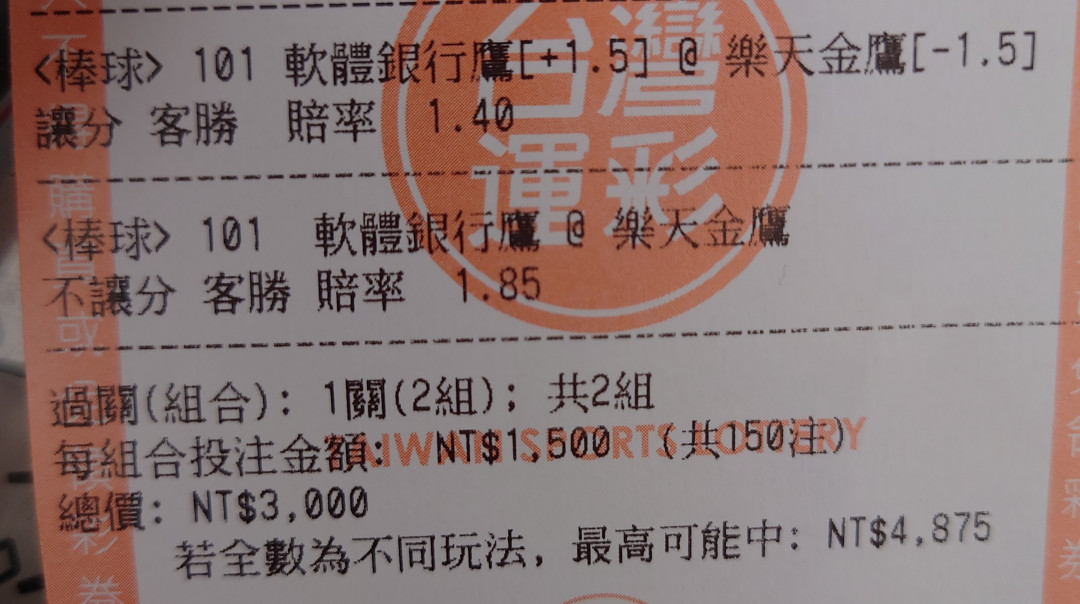 台灣
運彩
<棒球> 101 軟體銀行鷹[+1.5] @ 樂天金鷹[-1.5]
讓分 客勝 賠率 1.40
<棒球> 101 軟體銀行鷹 @ 樂天金鷹
不讓分 客勝 賠率 1.85
過關(組合): 1關(2組); 共2組
每組合投注金額: NT$1,500 (共150注)
TAIWAN SPORTS LOTTERY
總價: NT$3,000
若全數為不同玩法, 最高可能中: NT$4,875